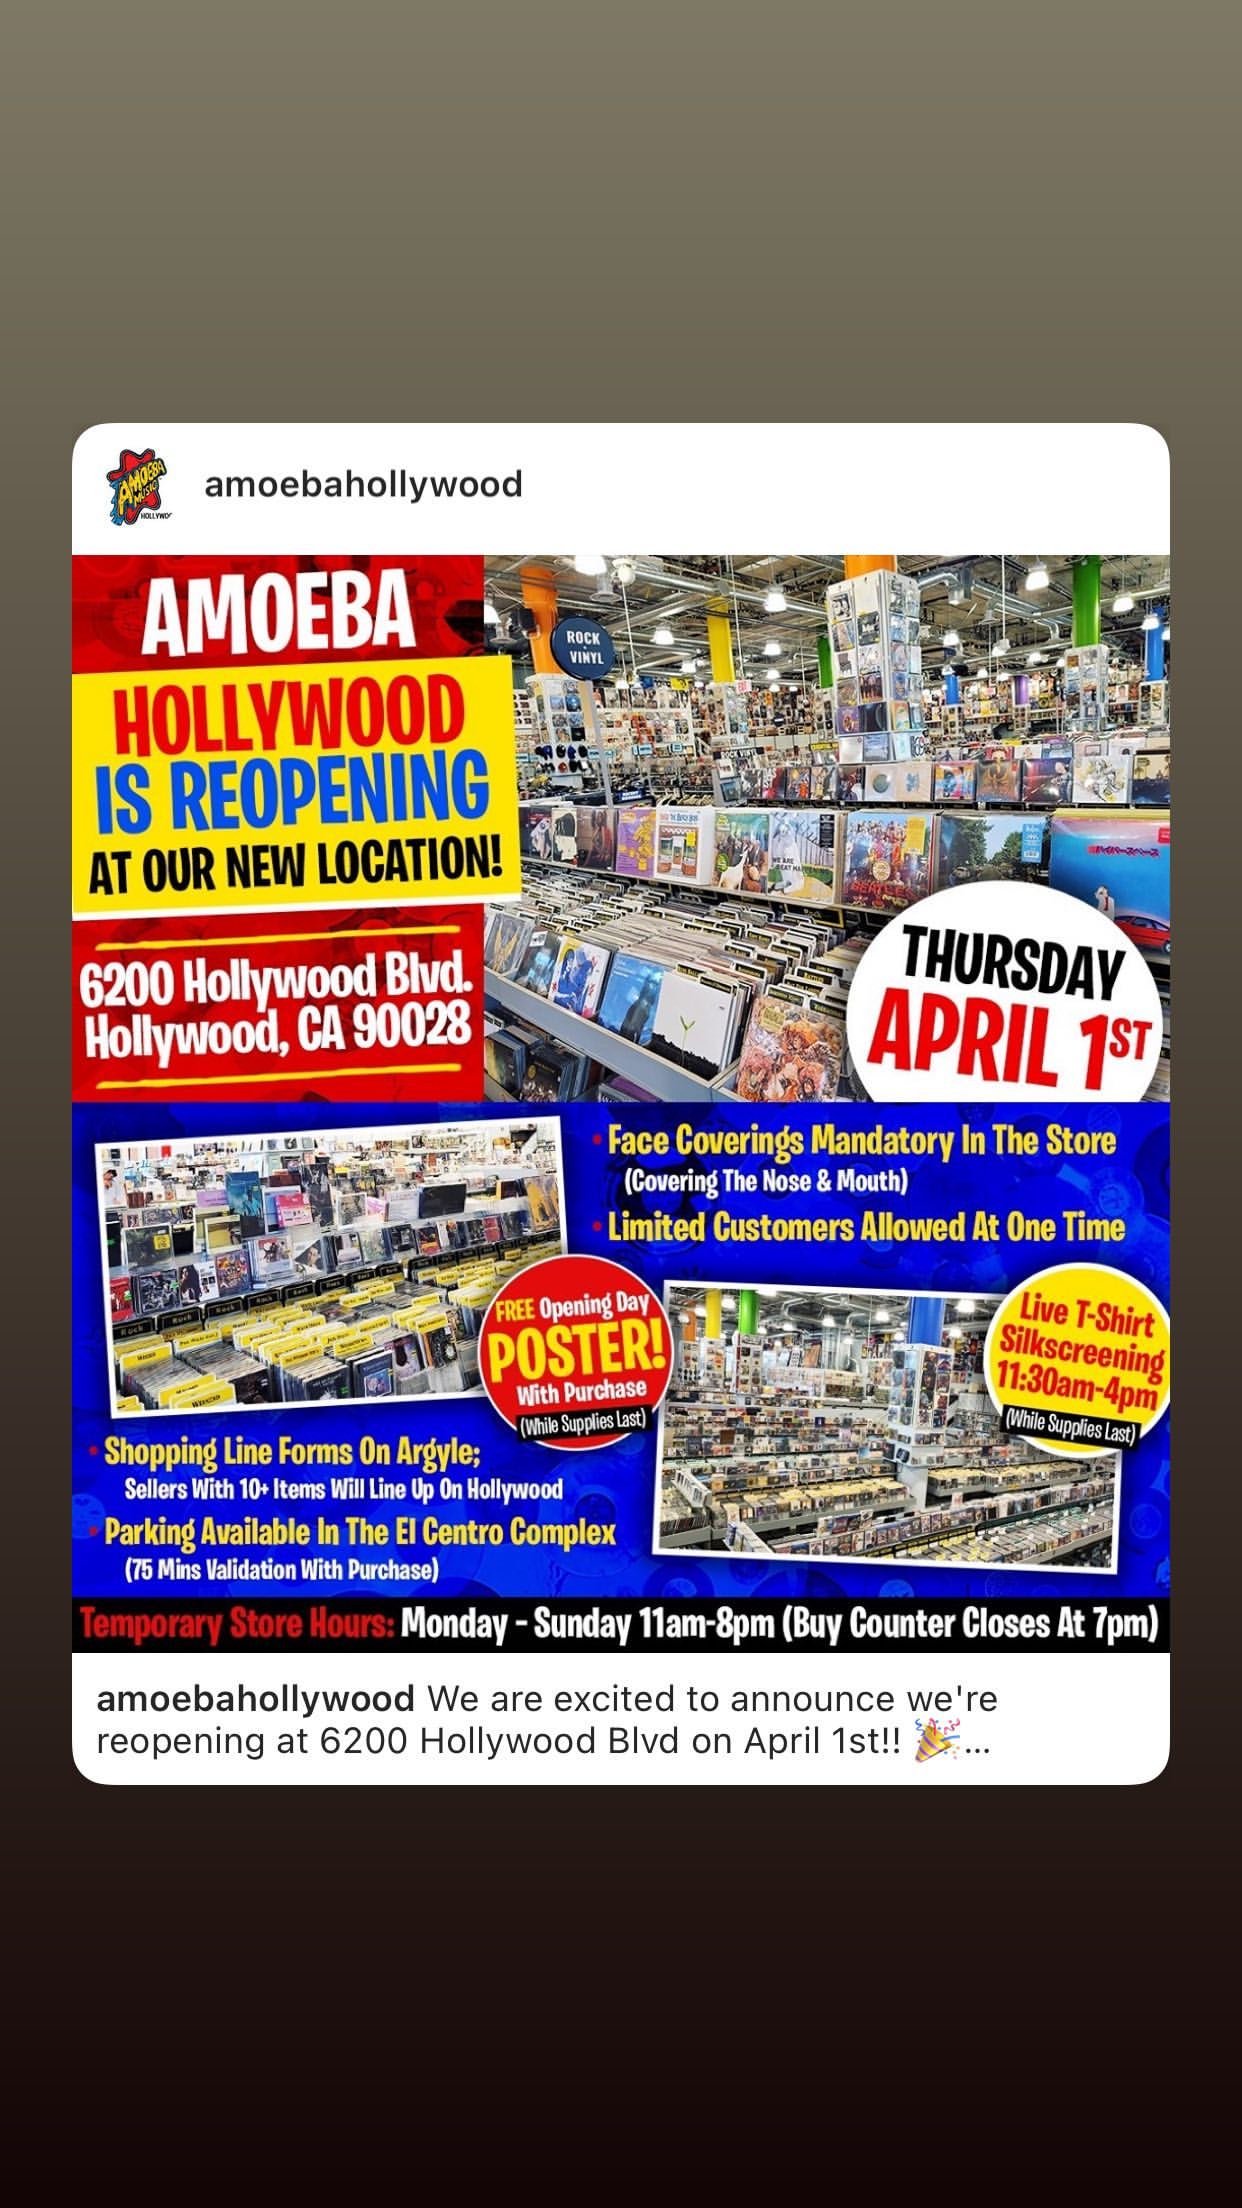 AMOEBA
MUSIC
HOLLYWO
amoebahollywood
AMOEBA
HOLLYWOOD
IS REOPENING
AT OUR NEW LOCATION!
6200 Hollywood Blvd.
Hollywood, CA 90028
ROCK
VINYL
THURSDAY
APRIL 1ST
• Face Coverings Mandatory In The Store
(Covering The Nose & Mouth)
• Limited Customers Allowed At One Time
FREE Opening Day
POSTER!
With Purchase
(While Supplies Last)
Live T-Shirt
Silkscreening
11:30am-4pm
(While Supplies Last)
• Shopping Line Forms On Argyle;
Sellers With 10+ Items Will Line Up On Hollywood
• Parking Available In The El Centro Complex
(75 Mins Validation With Purchase)
Temporary Store Hours: Monday - Sunday 11am-8pm (Buy Counter Closes At 7pm)
amoebahollywood We are excited to announce we're
reopening at 6200 Hollywood Blvd on April 1st!! 🎉...